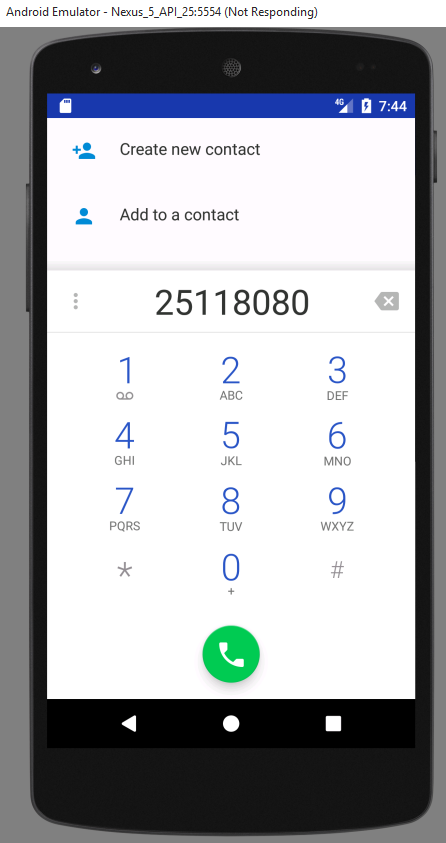 Android Emulator - Nexus_5_API_25:5554 (Not Responding)
4G 7:44
Create new contact
Add to a contact
25118080
1 2 3
ABC DEF
4 5 6
GHI JKL MNO
7 8 9
PQRS TUV WXYZ
* 0 #
+